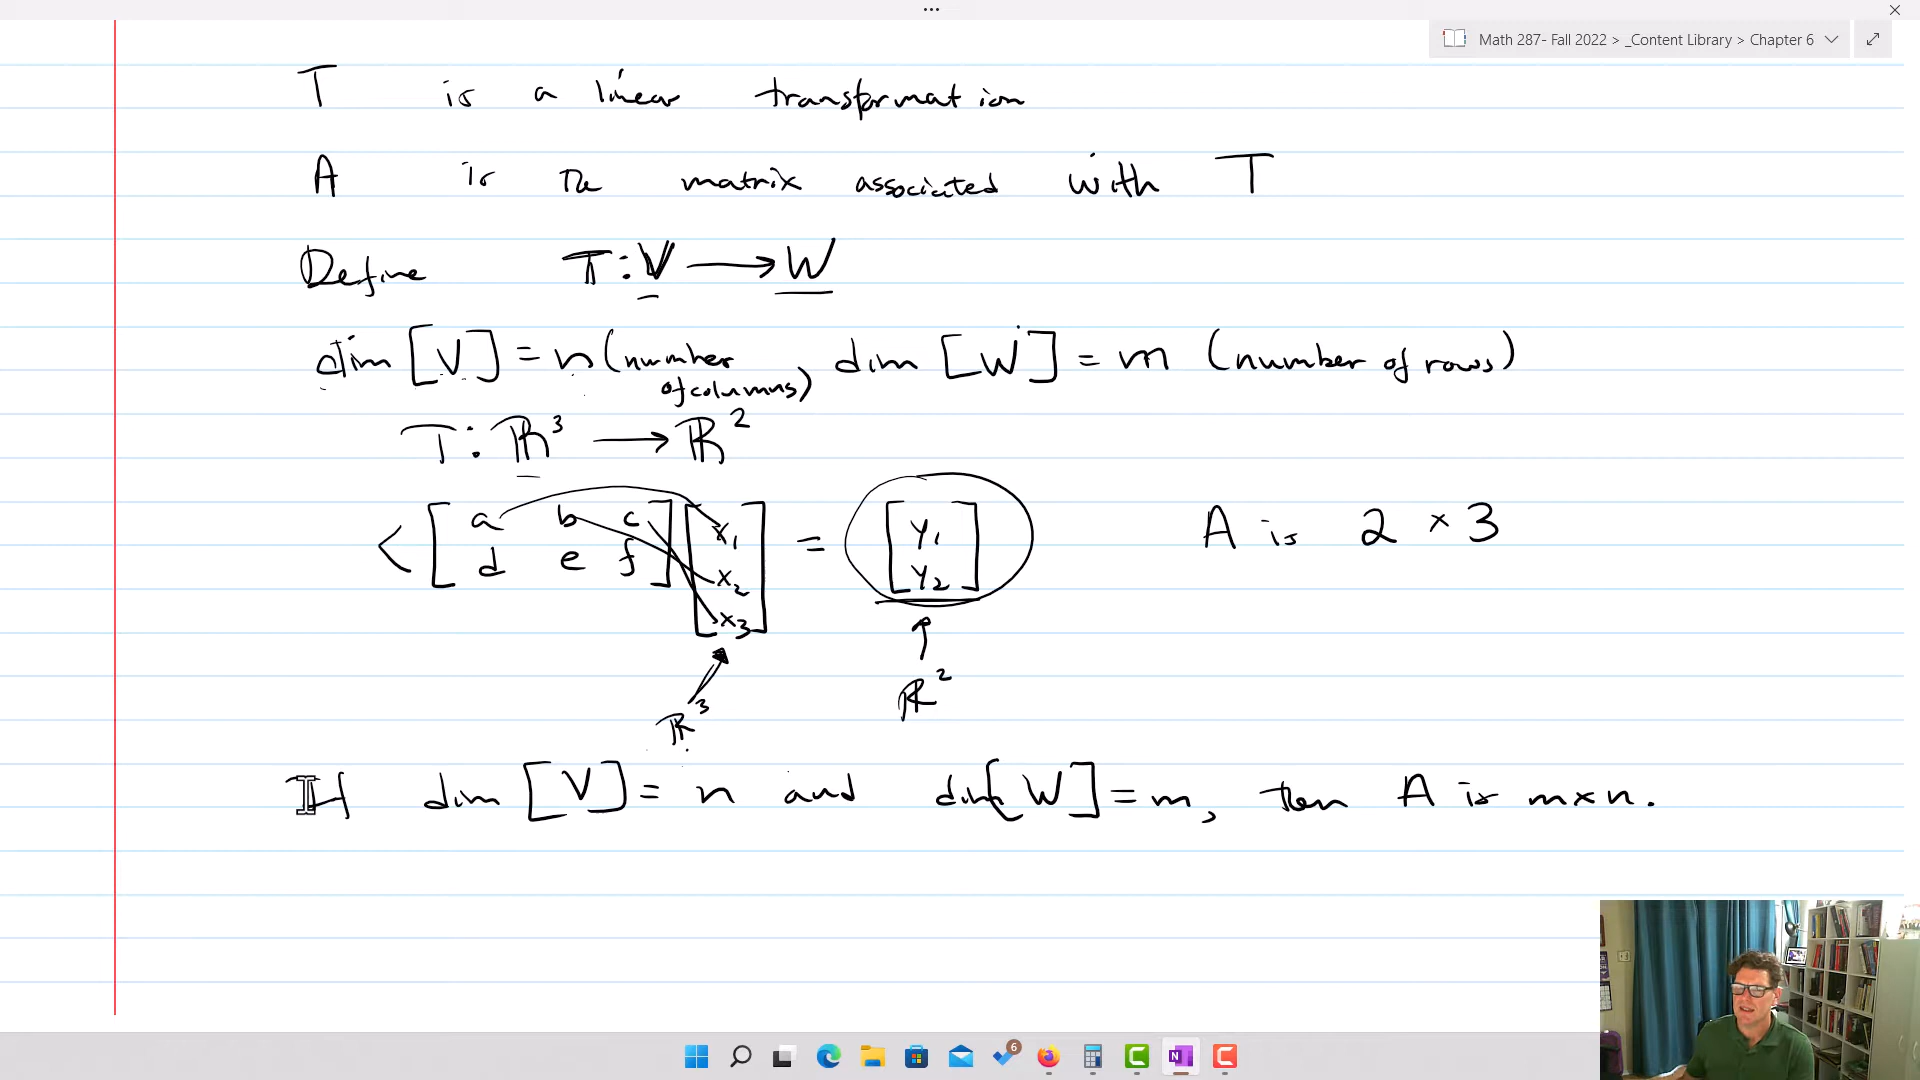 Math 287- Fall 2022 > _Content Library > Chapter 6
T is a linear transformation
A is the matrix associated with T
Define T: V → W
dim [V] = n (number of columns) dim [W] = m (number of rows)
T: ℝ³ → ℝ²
< [a b c] [x₁] = [y₁] A is 2 × 3
[d e f] [x₂] [y₂]
[x₃]
ℝ³ ↑ ℝ²
If dim [V] = n and dim [W] = m, then A is m×n.
6